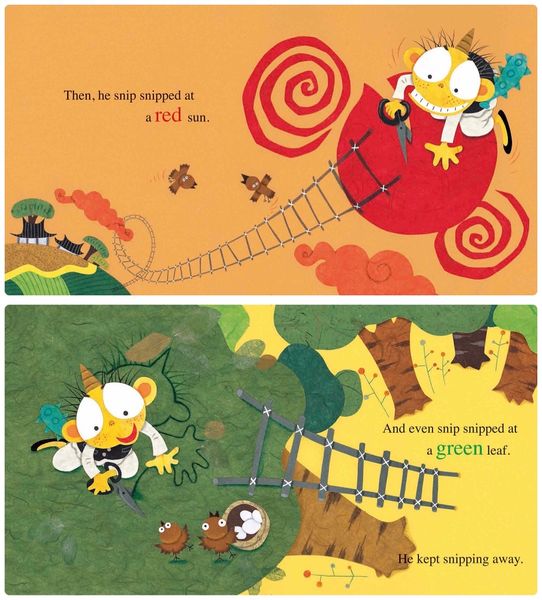 Then, he snip snipped at
a red sun.
And even snip snipped at
a green leaf.
He kept snipping away.